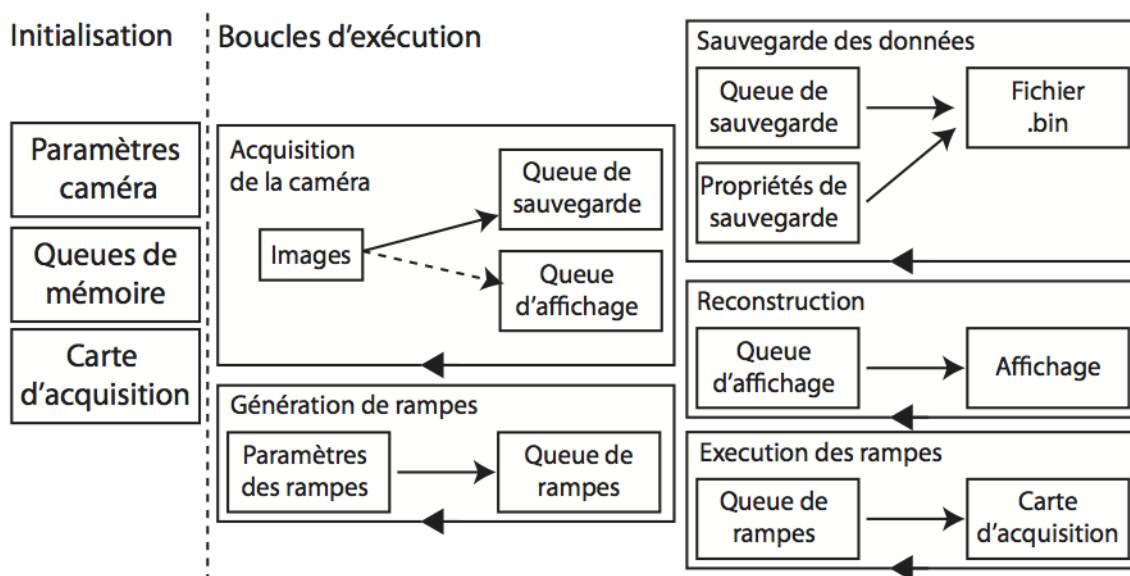 Initialisation
Paramètres
caméra
Queues de
mémoire
Carte
d'acquisition
Boucles d'exécution
Acquisition
de la caméra
Images
Queue de
sauvegarde
Queue
d'affichage
Génération de rampes
Paramètres
des rampes
Queue de
rampes
Sauvegarde des données
Queue de
sauvegarde
Propriétés de
sauvegarde
Fichier
.bin
Reconstruction
Queue
d'affichage
Affichage
Execution des rampes
Queue de
rampes
Carte
d'acquisition